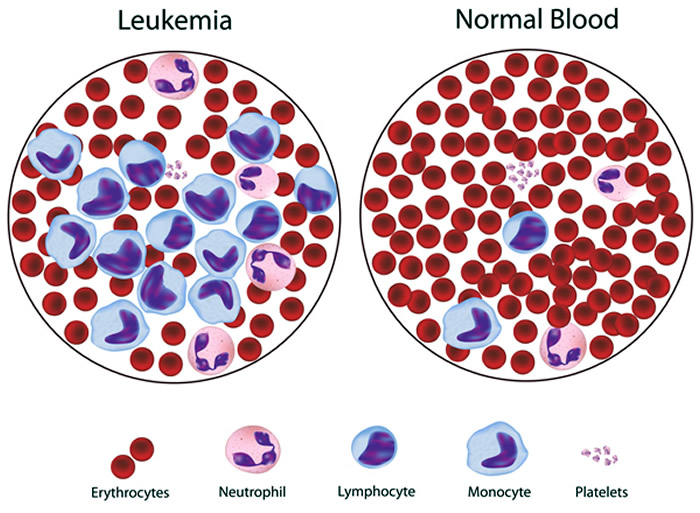 Leukemia
Normal Blood
Erythrocytes
Neutrophil
Lymphocyte
Monocyte
Platelets